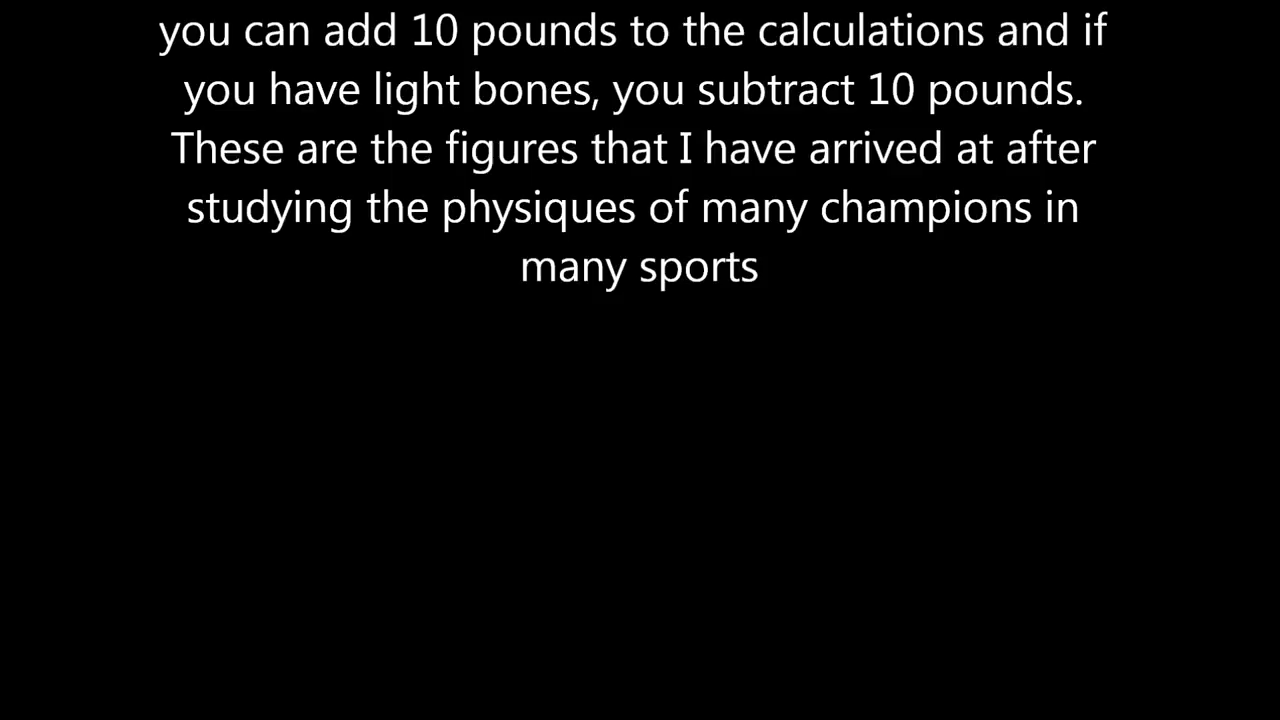 you can add 10 pounds to the calculations and if
you have light bones, you subtract 10 pounds.
These are the figures that I have arrived at after
studying the physiques of many champions in
many sports